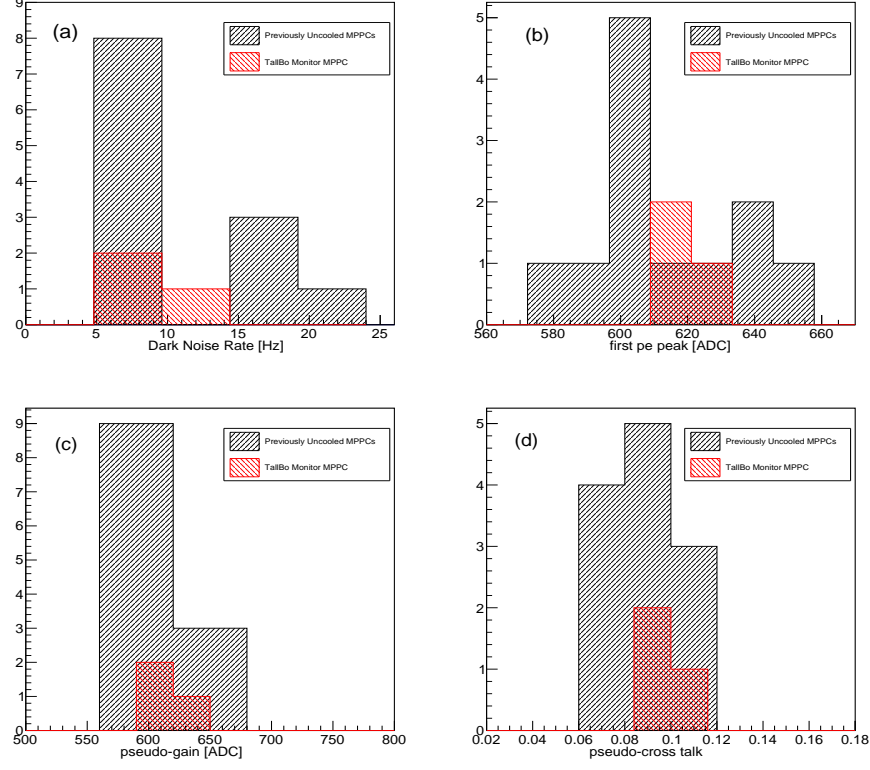 9
8
7
6
5
4
3
2
1
0
(a)
Previously Uncooled MPPCs
TallBo Monitor MPPC
0 5 10 15 20 25
Dark Noise Rate [Hz]
5
4
3
2
1
0
(b)
Previously Uncooled MPPCs
TallBo Monitor MPPC
560 580 600 620 640 660
first pe peak [ADC]
9
8
7
6
5
4
3
2
1
0
(c)
Previously Uncooled MPPCs
TallBo Monitor MPPC
500 550 600 650 700 750 800
pseudo-gain [ADC]
5
4
3
2
1
0
(d)
Previously Uncooled MPPCs
TallBo Monitor MPPC
0.02 0.04 0.06 0.08 0.1 0.12 0.14 0.16 0.18
pseudo-cross talk